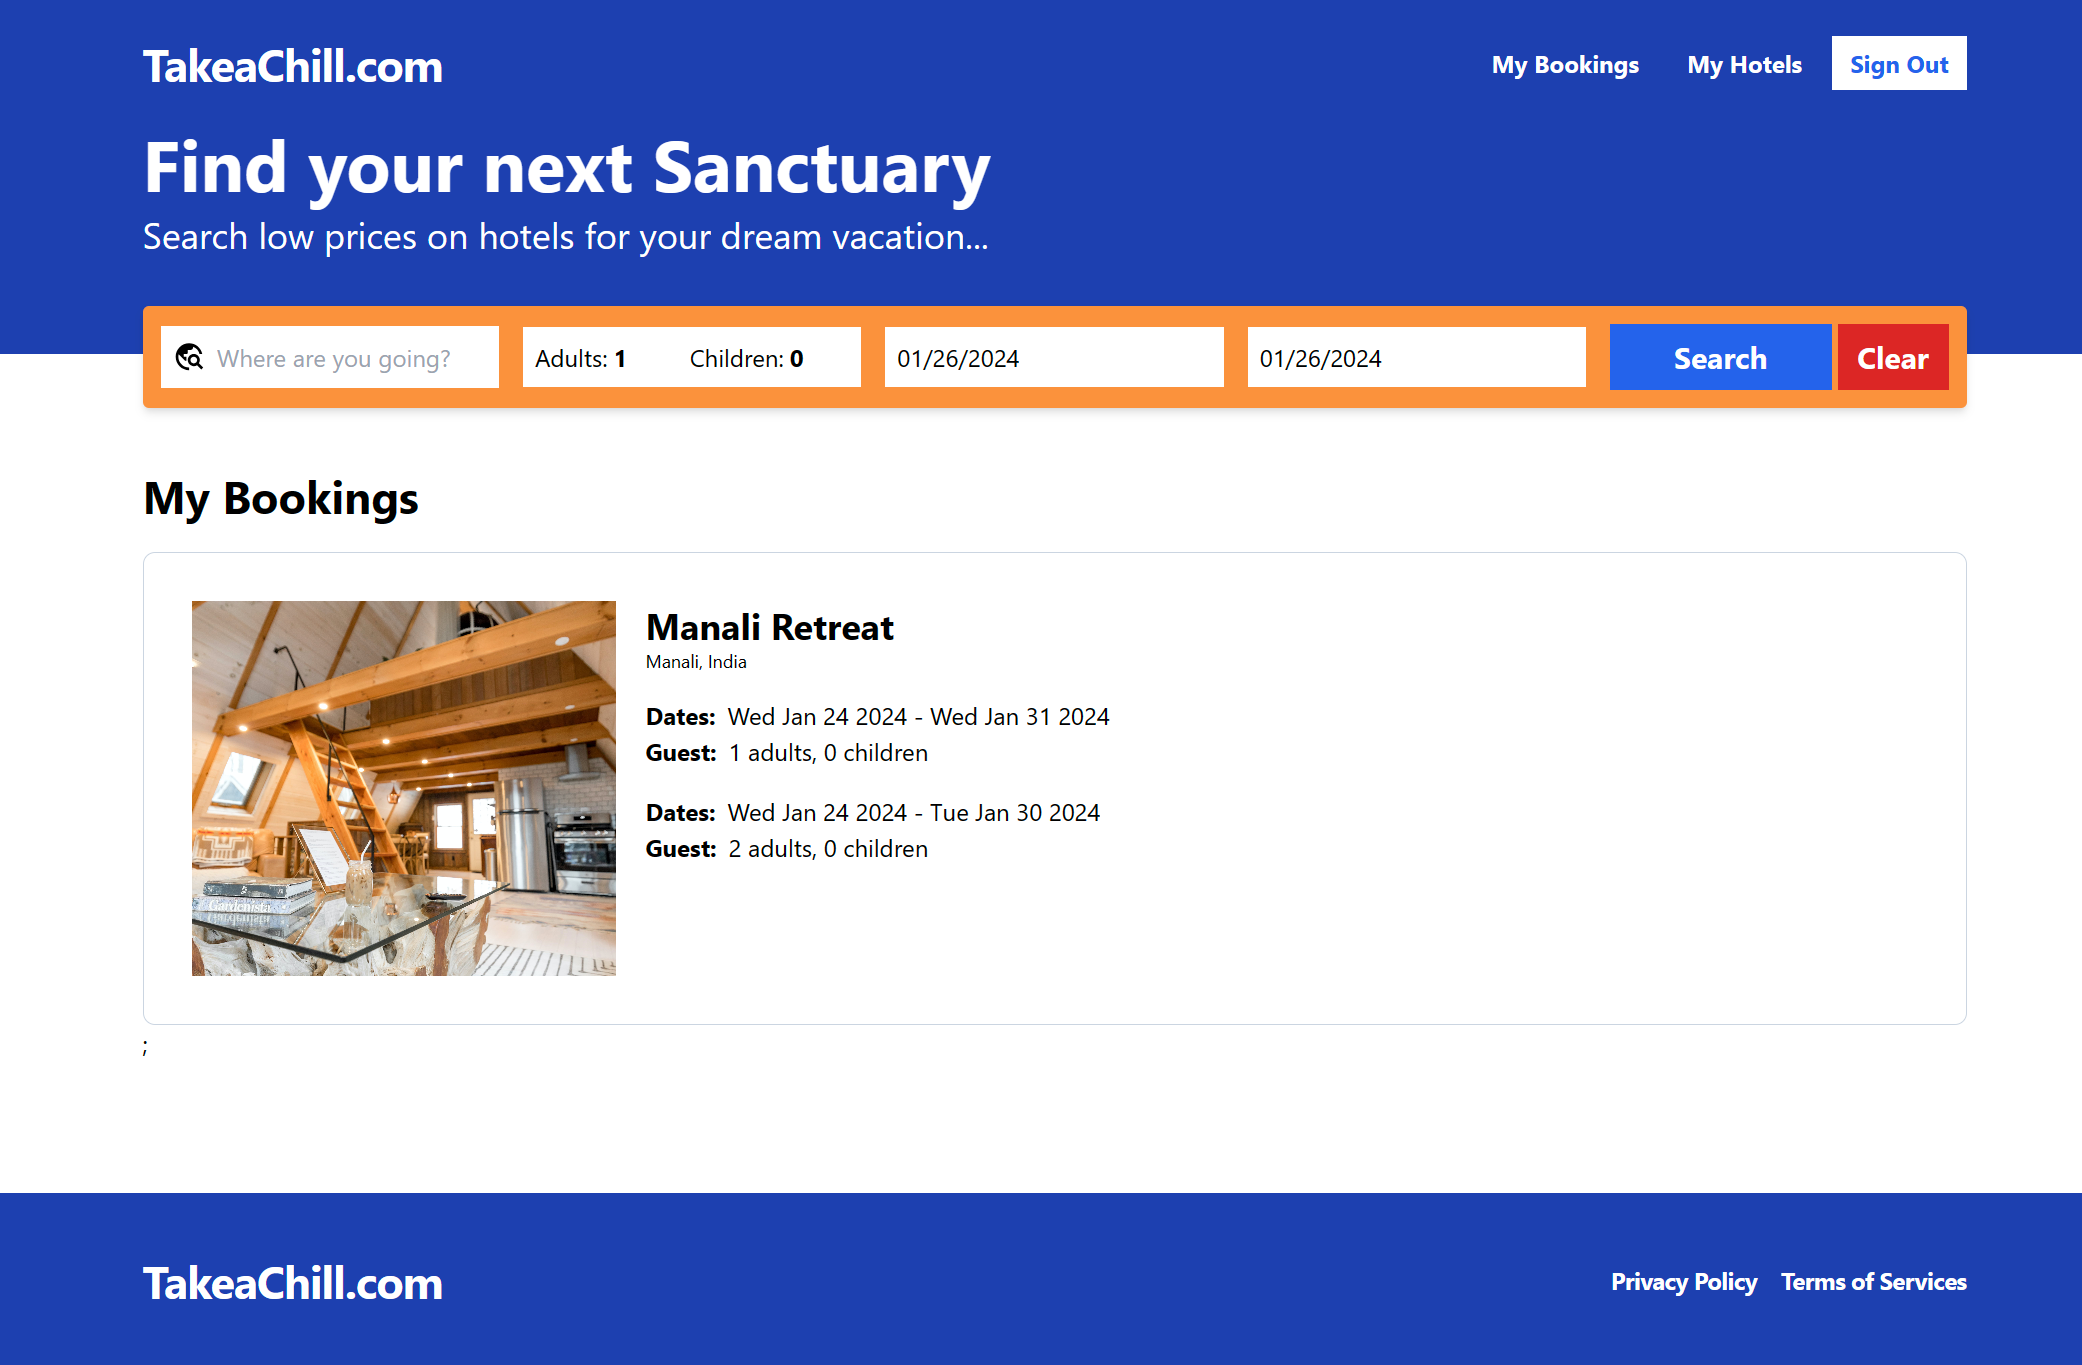 TakeaChill.com
My Bookings
My Hotels
Sign Out
Find your next Sanctuary
Search low prices on hotels for your dream vacation...
Where are you going?
Adults: 1
Children: 0
01/26/2024
01/26/2024
Search
Clear
My Bookings
Manali Retreat
Manali, India
Dates: Wed Jan 24 2024 - Wed Jan 31 2024
Guest: 1 adults, 0 children
Dates: Wed Jan 24 2024 - Tue Jan 30 2024
Guest: 2 adults, 0 children
Gardenista
;
TakeaChill.com
Privacy Policy
Terms of Services